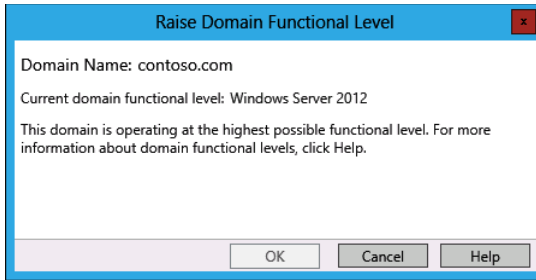 Raise Domain Functional Level
x
Domain Name: contoso.com
Current domain functional level: Windows Server 2012
This domain is operating at the highest possible functional level. For more
information about domain functional levels, click Help.
OK Cancel Help